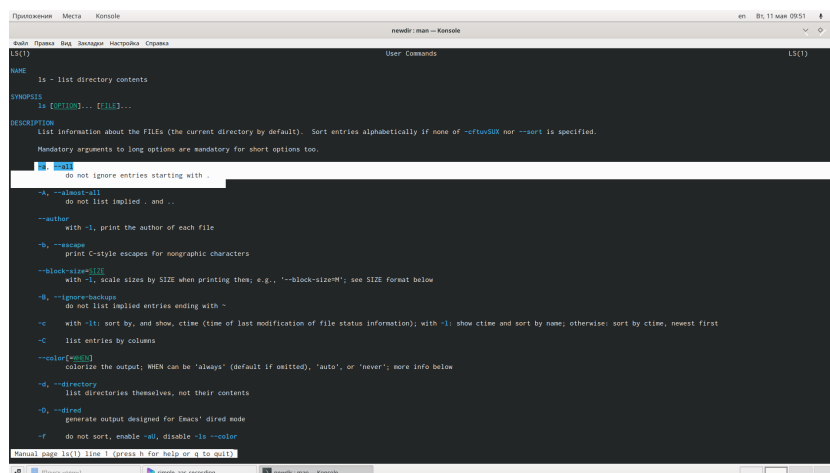 Приложения Места Konsole en Вт, 11 мая 09:51
newdir : man — Konsole
Файл Правка Вид Закладки Настройка Справка
LS(1) User Commands LS(1)
NAME
ls - list directory contents
SYNOPSIS
ls [OPTION]... [FILE]...
DESCRIPTION
List information about the FILEs (the current directory by default). Sort entries alphabetically if none of -cftuvSUX nor --sort is specified.
Mandatory arguments to long options are mandatory for short options too.
-a, --all
do not ignore entries starting with .
-A, --almost-all
do not list implied . and ..
--author
with -l, print the author of each file
-b, --escape
print C-style escapes for nongraphic characters
--block-size=SIZE
with -l, scale sizes by SIZE when printing them; e.g., '--block-size=M'; see SIZE format below
-B, --ignore-backups
do not list implied entries ending with ~
-c with -lt: sort by, and show, ctime (time of last modification of file status information); with -l: show ctime and sort by name; otherwise: sort by ctime, newest first
-C list entries by columns
--color[=WHEN]
colorize the output; WHEN can be 'always' (default if omitted), 'auto', or 'never'; more info below
-d, --directory
list directories themselves, not their contents
-D, --dired
generate output designed for Emacs' dired mode
-f do not sort, enable -aU, disable -ls --color
Manual page ls(1) line 1 (press h for help or q to quit)
newdir : man — Konsole